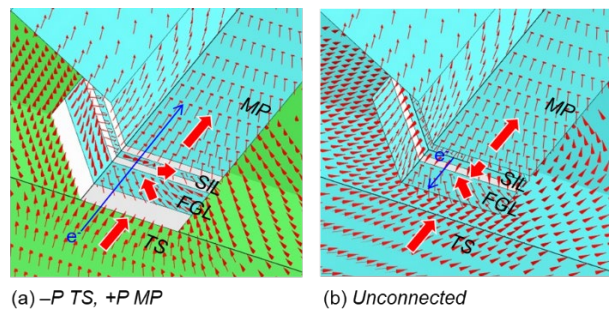 MP
SIL
FGL
TS
e-
(a) –P TS, +P MP
MP
SIL
FGL
TS
e-
(b) Unconnected